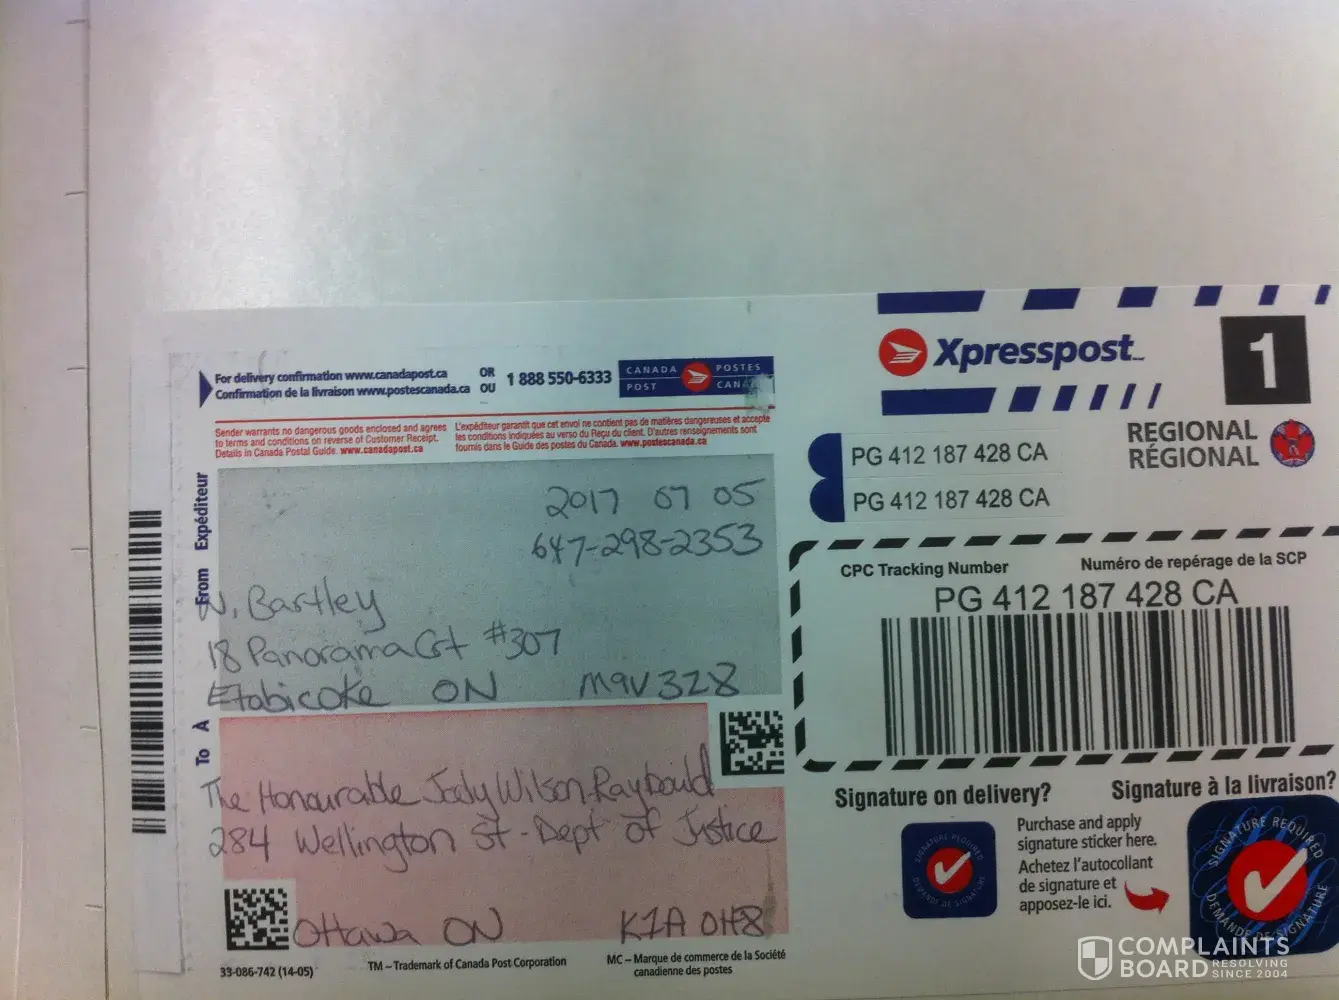 For delivery confirmation www.canadapost.ca
Confirmation de la livraison www.postescanada.ca
OR
OU
1 888 550-6333
CANADA POST
POSTES CANADA
Sender warrants no dangerous goods enclosed and agrees
to terms and conditions on reverse of Customer Receipt.
Details in Canada Postal Guide. www.canadapost.ca
L'expéditeur garantit que cet envoi ne contient pas de matières dangereuses et accepte
les conditions indiquées au verso du Reçu du client. D'autres renseignements sont
fournis dans le Guide des postes du Canada. www.postescanada.ca
From Expéditeur
2017 07 05
647-298-2353
N. Bartley
18 Panorama Crt #307
Etobicoke ON M9V3Z8
To À
The Honourable Jody Wilson-Raybould
284 Wellington St - Dept of Justice
Ottawa ON K1A 0H8
33-086-742 (14-05)
TM – Trademark of Canada Post Corporation
MC – Marque de commerce de la Société
canadienne des postes
Xpresspost
1
REGIONAL
RÉGIONAL
PG 412 187 428 CA
PG 412 187 428 CA
CPC Tracking Number
Numéro de repérage de la SCP
PG 412 187 428 CA
Signature on delivery?
Signature à la livraison?
SIGNATURE REQUIRED
DEMANDE DE SIGNATURE
Purchase and apply
signature sticker here.
Achetez l'autocollant
de signature et
apposez-le ici.
SIGNATURE REQUIRED
DEMANDE DE SIGNATURE
COMPLAINTS
BOARD RESOLVING
SINCE 2004